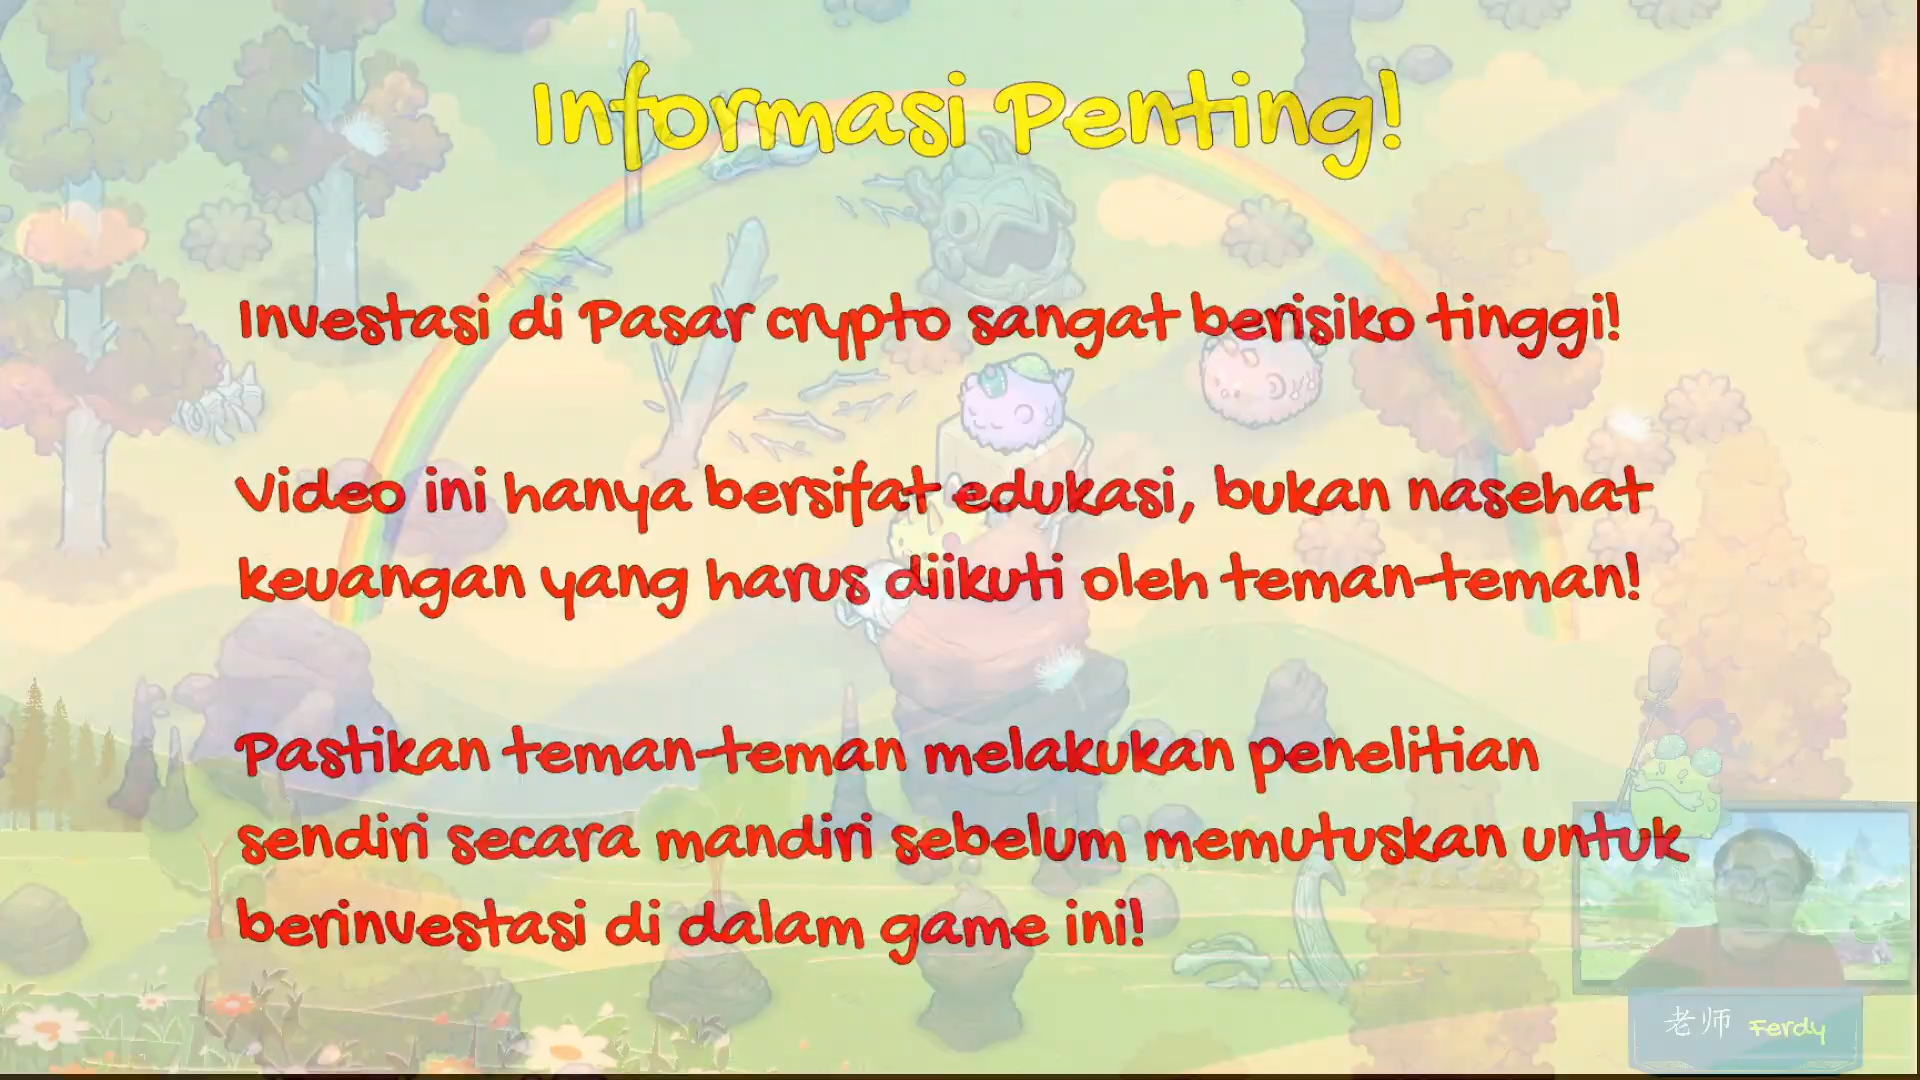 Informasi Penting!
Investasi di Pasar crypto sangat berisiko tinggi!
Video ini hanya bersifat edukasi, bukan nasehat
keuangan yang harus diikuti oleh teman-teman!
Pastikan teman-teman melakukan penelitian
sendiri secara mandiri sebelum memutuskan untuk
berinvestasi di dalam game ini!
老师 Ferdy